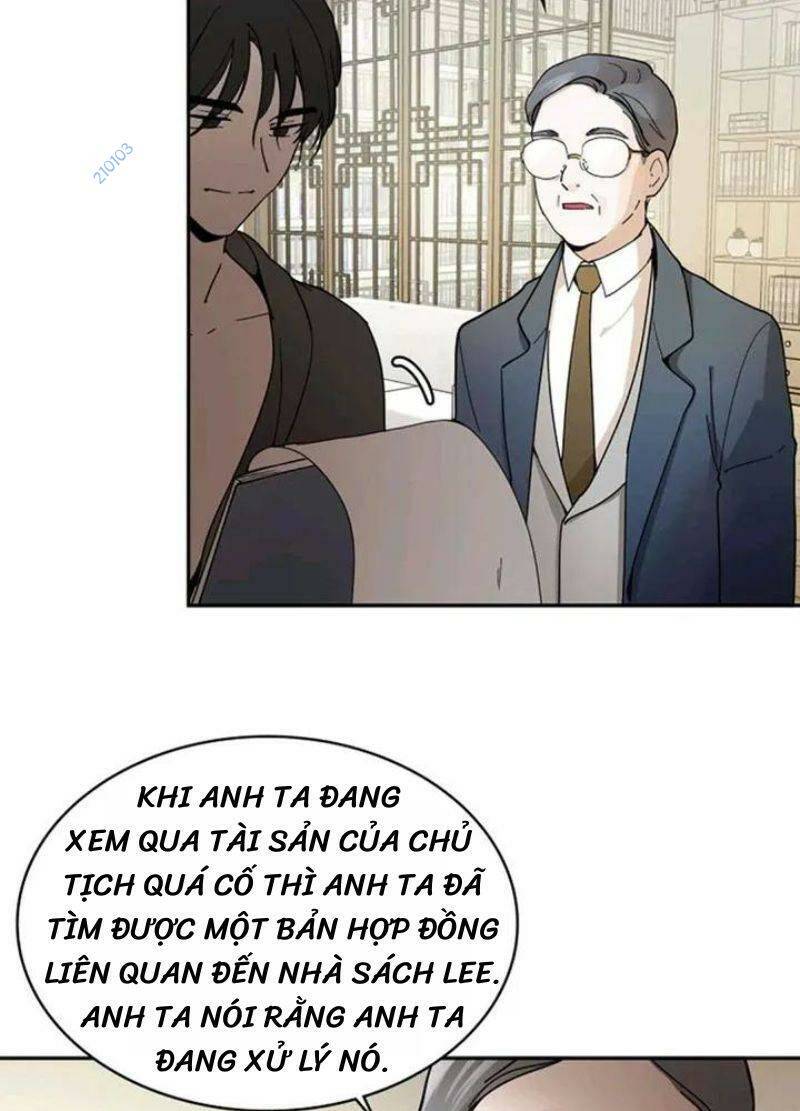 210103
KHI ANH TA ĐANG
XEM QUA TÀI SẢN CỦA CHỦ
TỊCH QUÁ CỐ THÌ ANH TA ĐÃ
TÌM ĐƯỢC MỘT BẢN HỢP ĐỒNG
LIÊN QUAN ĐẾN NHÀ SÁCH LEE.
ANH TA NÓI RẰNG ANH TA
ĐANG XỬ LÝ NÓ.